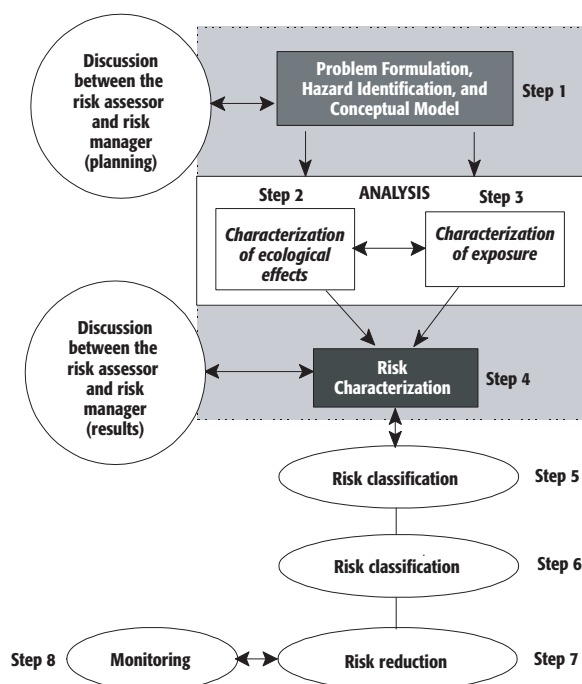 Discussion
between the
risk assessor
and risk
manager
(planning)
Problem Formulation,
Hazard Identification, and
Conceptual Model
Step 1
Step 2
ANALYSIS
Step 3
Characterization
of ecological
effects
Characterization
of exposure
Discussion
between the
risk assessor
and risk
manager
(results)
Risk
Characterization
Step 4
Risk classification
Step 5
Risk classification
Step 6
Step 8
Monitoring
Risk reduction
Step 7